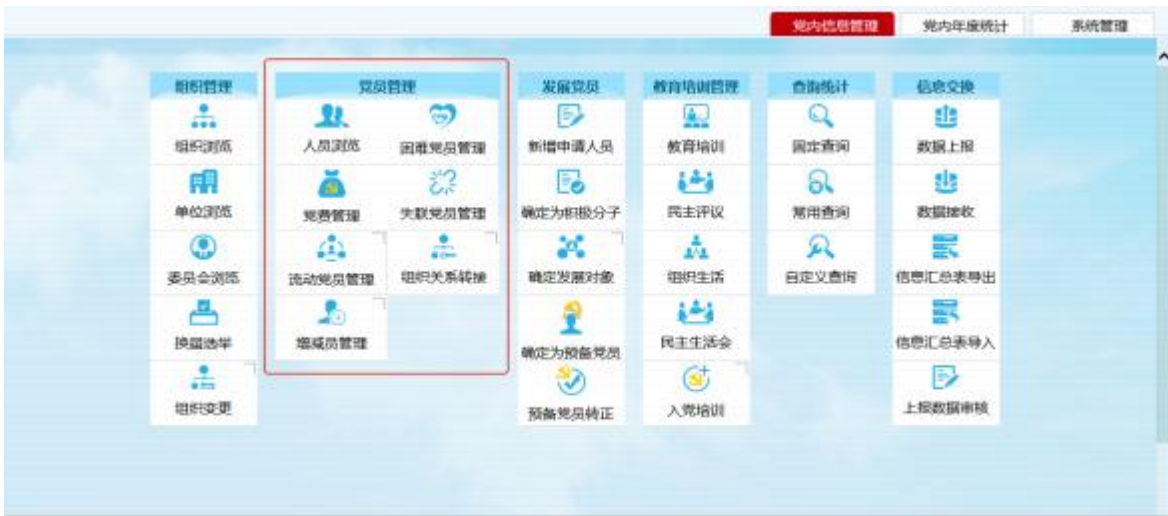 党内信息管理 党内年度统计 系统管理
组织管理 党员管理 发展党员 教育培训管理 查询统计 信息交换
组织浏览 人员浏览 困难党员管理 新增申请人员 教育培训 固定查询 数据上报
单位浏览 党费管理 失联党员管理 确定为积极分子 民主评议 常用查询 数据接收
委员会浏览 流动党员管理 组织关系转接 确定发展对象 组织生活 自定义查询 信息汇总表导出
换届选举 增减员管理 确定为预备党员 民主生活会 信息汇总表导入
组织变更 预备党员转正 入党培训 上报数据审核